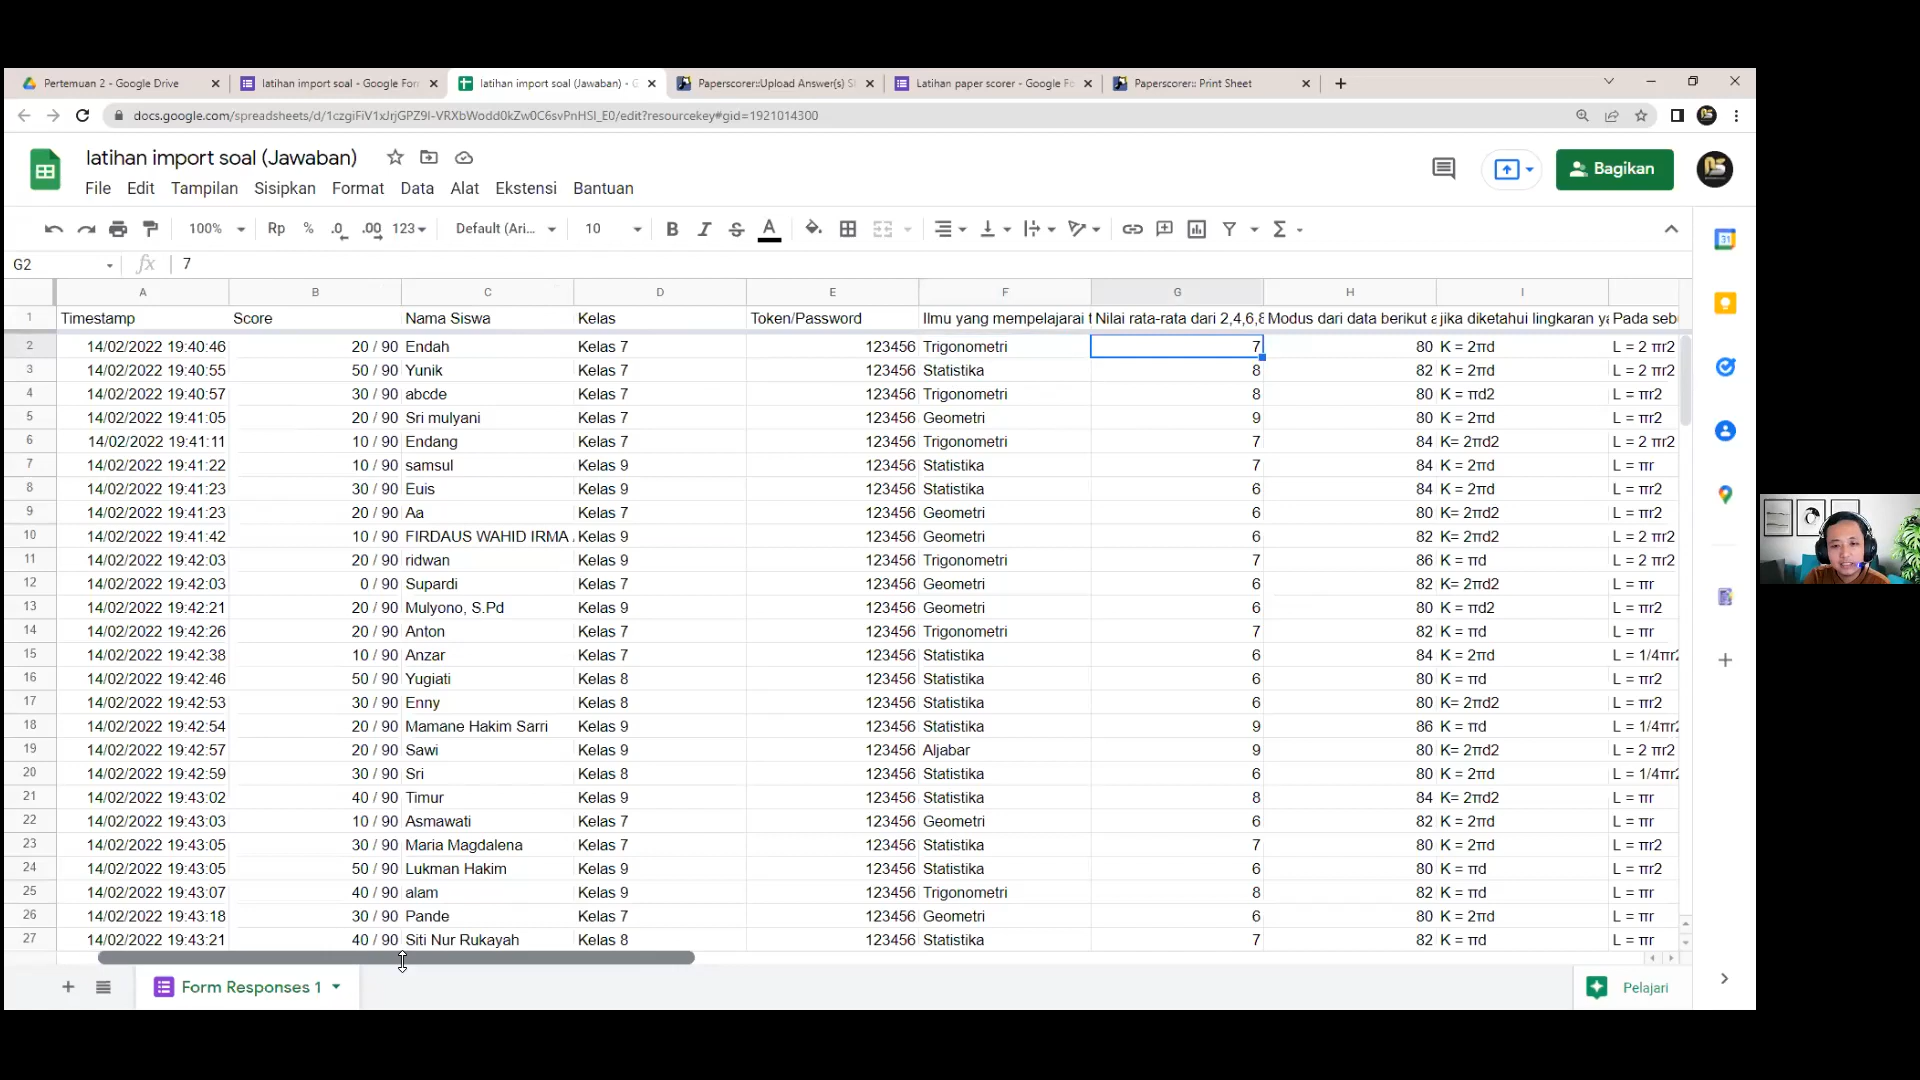 Pertemuan 2 - Google Drive
latihan import soal - Google For
latihan import soal (Jawaban) - G
Paperscorer::Upload Answer(s) S
Latihan paper scorer - Google Fo
Paperscorer:: Print Sheet
docs.google.com/spreadsheets/d/1czgiFiV1xJrjGPZ9I-VRXbWodd0kZw0C6svPnHSI_E0/edit?resourcekey#gid=1921014300
latihan import soal (Jawaban)
Bagikan
File Edit Tampilan Sisipkan Format Data Alat Ekstensi Bantuan
100% Rp % .0 .00 123 Default (Ari... 10 B I S A
G2 fx 7
A B C D E F G H I
1 Timestamp Score Nama Siswa Kelas Token/Password Ilmu yang mempelajarai t Nilai rata-rata dari 2,4,6,8 Modus dari data berikut a jika diketahui lingkaran ya Pada seb
2 14/02/2022 19:40:46 20 / 90 Endah Kelas 7 123456 Trigonometri 7 80 K = 2πd L = 2 πr2
3 14/02/2022 19:40:55 50 / 90 Yunik Kelas 7 123456 Statistika 8 82 K = 2πd L = 2 πr2
4 14/02/2022 19:40:57 30 / 90 abcde Kelas 7 123456 Trigonometri 8 80 K = πd2 L = πr2
5 14/02/2022 19:41:05 20 / 90 Sri mulyani Kelas 7 123456 Geometri 9 80 K = 2πd L = πr2
6 14/02/2022 19:41:11 10 / 90 Endang Kelas 7 123456 Trigonometri 7 84 K= 2πd2 L = 2 πr2
7 14/02/2022 19:41:22 10 / 90 samsul Kelas 9 123456 Statistika 7 84 K = 2πd L = πr
8 14/02/2022 19:41:23 30 / 90 Euis Kelas 9 123456 Statistika 6 84 K = 2πd L = πr2
9 14/02/2022 19:41:23 20 / 90 Aa Kelas 7 123456 Geometri 6 80 K= 2πd2 L = πr2
10 14/02/2022 19:41:42 10 / 90 FIRDAUS WAHID IRMA Kelas 9 123456 Geometri 6 82 K= 2πd2 L = 2 πr2
11 14/02/2022 19:42:03 20 / 90 ridwan Kelas 9 123456 Trigonometri 7 86 K = πd L = 2 πr2
12 14/02/2022 19:42:03 0 / 90 Supardi Kelas 7 123456 Geometri 6 82 K= 2πd2 L = πr
13 14/02/2022 19:42:21 20 / 90 Mulyono, S.Pd Kelas 9 123456 Geometri 6 80 K = πd2 L = πr2
14 14/02/2022 19:42:26 20 / 90 Anton Kelas 7 123456 Trigonometri 7 82 K = πd L = πr
15 14/02/2022 19:42:38 10 / 90 Anzar Kelas 7 123456 Statistika 6 84 K = 2πd L = 1/4πr2
16 14/02/2022 19:42:46 50 / 90 Yugiati Kelas 8 123456 Statistika 6 80 K = πd L = πr2
17 14/02/2022 19:42:53 30 / 90 Enny Kelas 8 123456 Statistika 6 80 K= 2πd2 L = πr2
18 14/02/2022 19:42:54 20 / 90 Mamane Hakim Sarri Kelas 9 123456 Statistika 9 86 K = πd L = 1/4πr2
19 14/02/2022 19:42:57 20 / 90 Sawi Kelas 9 123456 Aljabar 9 80 K= 2πd2 L = 2 πr2
20 14/02/2022 19:42:59 30 / 90 Sri Kelas 8 123456 Statistika 6 80 K = 2πd L = 1/4πr2
21 14/02/2022 19:43:02 40 / 90 Timur Kelas 9 123456 Statistika 8 84 K= 2πd2 L = πr
22 14/02/2022 19:43:03 10 / 90 Asmawati Kelas 7 123456 Geometri 6 82 K = 2πd L = πr
23 14/02/2022 19:43:05 30 / 90 Maria Magdalena Kelas 7 123456 Statistika 7 80 K = 2πd L = πr2
24 14/02/2022 19:43:05 50 / 90 Lukman Hakim Kelas 9 123456 Statistika 6 80 K = πd L = πr2
25 14/02/2022 19:43:07 40 / 90 alam Kelas 9 123456 Trigonometri 8 82 K = πd L = πr
26 14/02/2022 19:43:18 30 / 90 Pande Kelas 7 123456 Geometri 6 80 K = 2πd L = πr
27 14/02/2022 19:43:21 40 / 90 Siti Nur Rukayah Kelas 8 123456 Statistika 7 82 K = πd L = πr
Form Responses 1
Pelajari